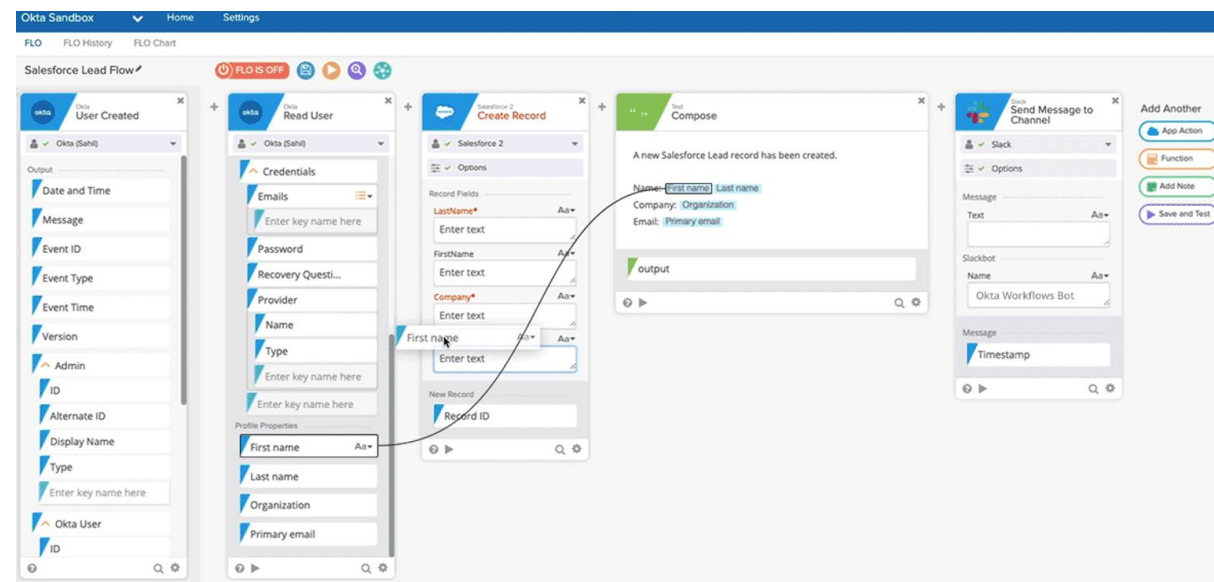 Okta Sandbox Home Settings
FLO FLO History FLO Chart
Salesforce Lead Flow FLO IS OFF
okta
Okta
User Created
Okta (Sahil)
Output
Date and Time
Message
Event ID
Event Type
Event Time
Version
Admin
ID
Alternate ID
Display Name
Type
Enter key name here
Okta User
ID
okta
Okta
Read User
Okta (Sahil)
Credentials
Emails
Enter key name here
Password
Recovery Questi...
Provider
Name
Type
Enter key name here
Enter key name here
Profile Properties
First name Aa
Last name
Organization
Primary email
Salesforce 2
Create Record
Salesforce 2
Options
Record Fields
LastName* Aa
Enter text
FirstName Aa
Enter text
Company* Aa
Enter text
First name Aa
Aa
Enter text
New Record
Record ID
Text
Compose
A new Salesforce Lead record has been created.
Name: First name Last name
Company: Organization
Email: Primary email
output
Slack
Send Message to
Channel
Slack
Options
Message
Text Aa
Slackbot
Name Aa
Okta Workflows Bot
Message
Timestamp
Add Another
App Action
Function
Add Note
Save and Test